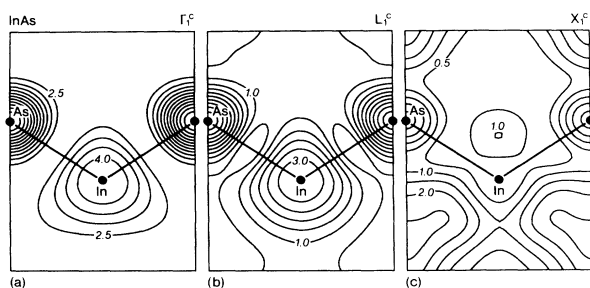 InAs Γ₁ᶜ L₁ᶜ X₁ᶜ
2.5 1.0 0.5
As As As
4.0 3.0 1.0
In In In
1.0
2.0
2.5 1.0
(a) (b) (c)